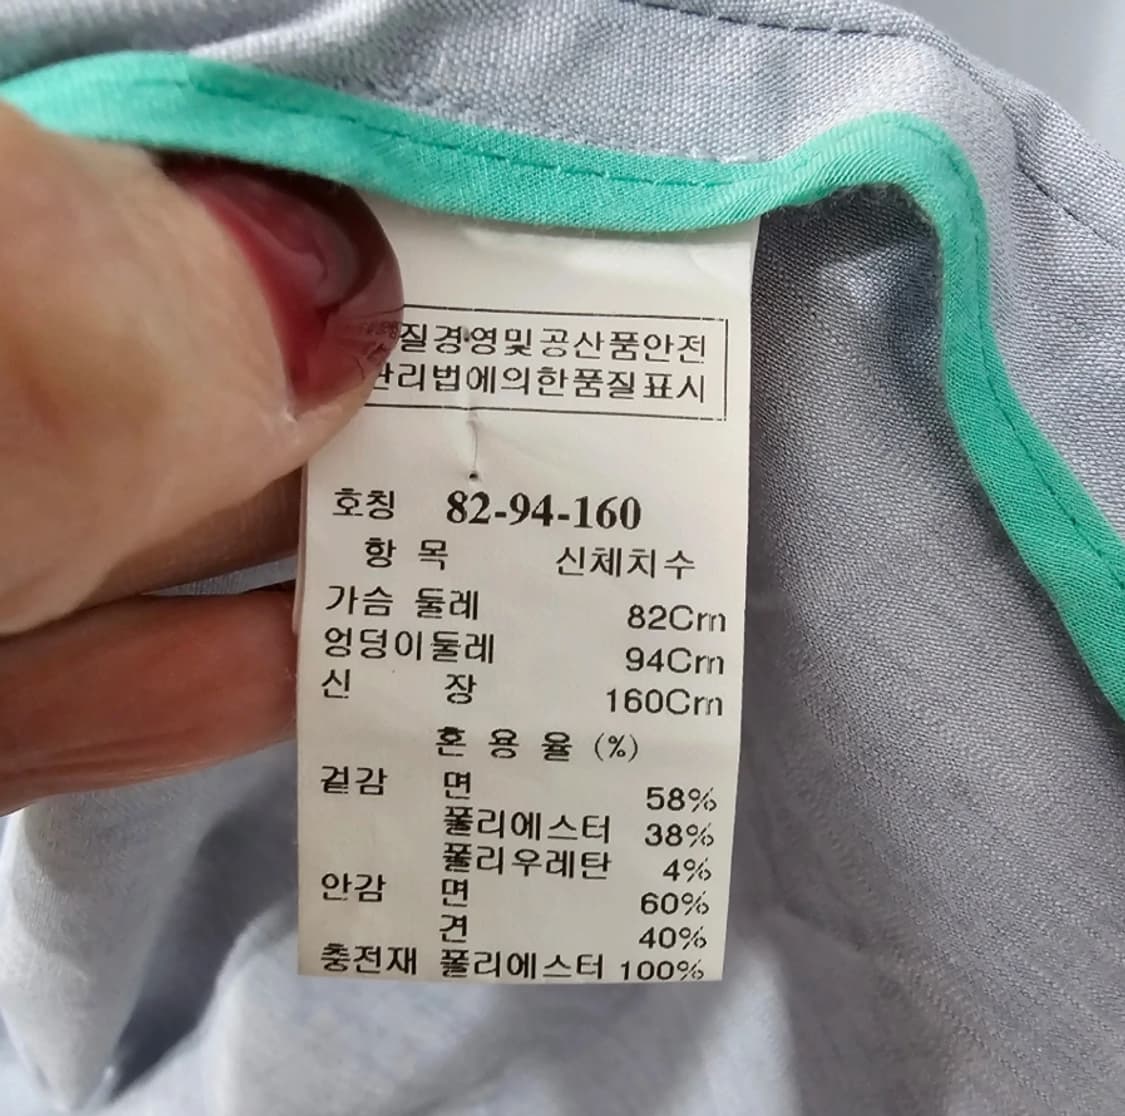 질경영및공산품안전
관리법에의한품질표시
호칭 82-94-160
항 목 신체치수
가슴 둘레 82Cm
엉덩이둘레 94Cm
신 장 160Cm
혼 용 율 (%)
겉감 면 58%
폴리에스터 38%
폴리우레탄 4%
안감 면 60%
견 40%
충전재 폴리에스터 100%